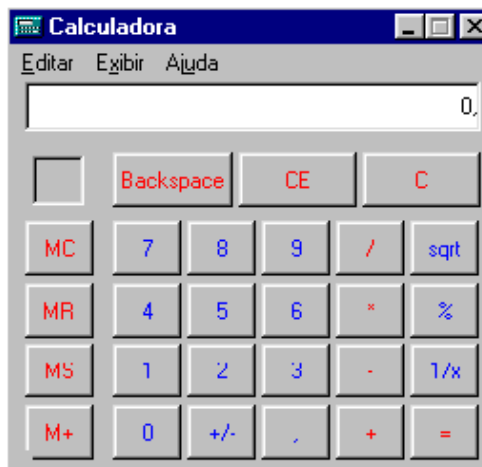 Calculadora
Editar Exibir Ajuda
0,
Backspace CE C
MC 7 8 9 / sqrt
MR 4 5 6 * %
MS 1 2 3 - 1/x
M+ 0 +/- , + =